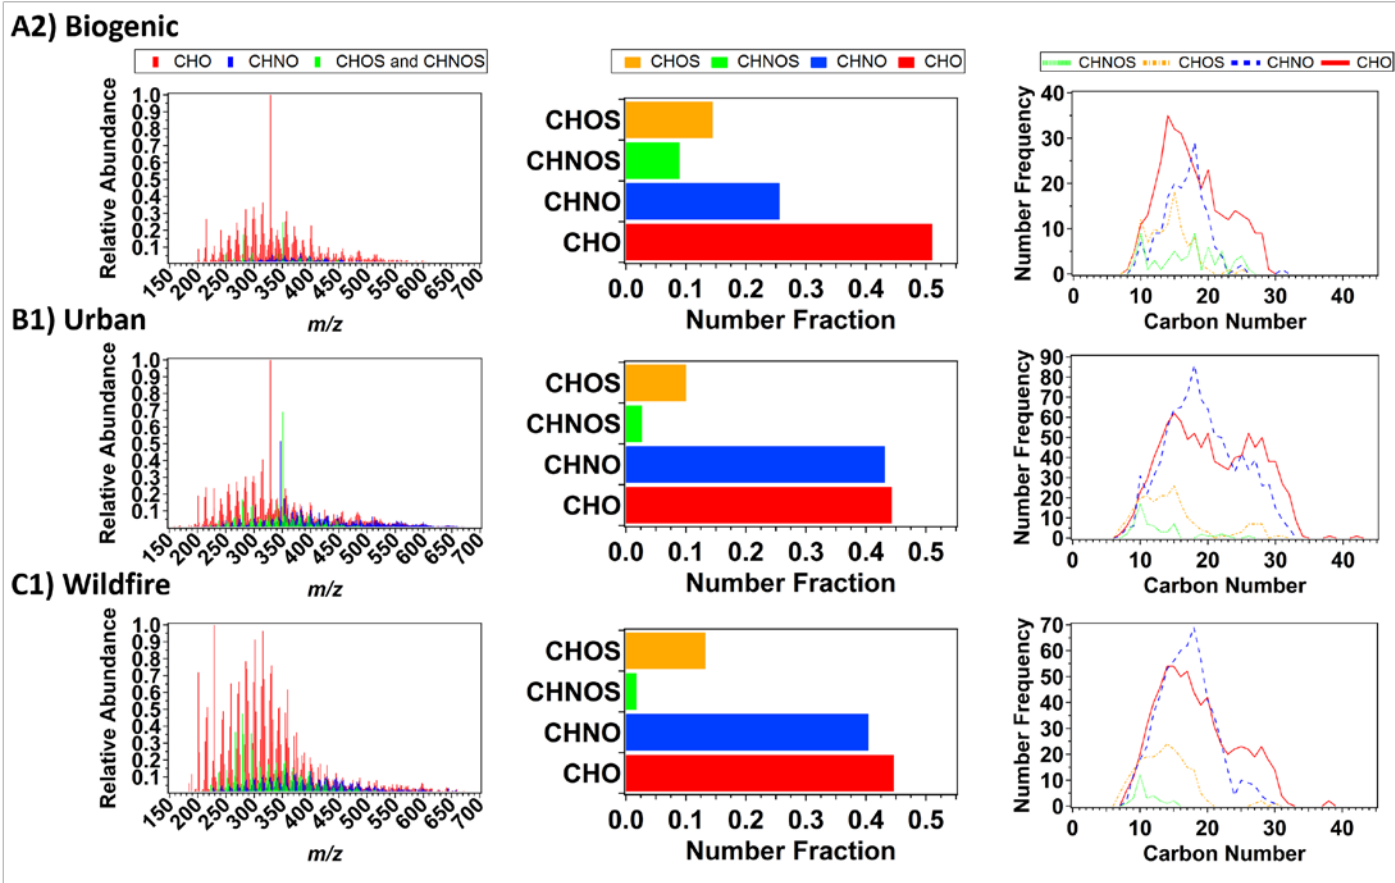 A2) Biogenic
CHO CHNO CHOS and CHNOS
CHOS CHNOS CHNO CHO
CHNOS CHOS CHNO CHO
Relative Abundance
1.0
0.9
0.8
0.7
0.6
0.5
0.4
0.3
0.2
0.1
150 200 250 300 350 400 450 500 550 600 650 700
m/z
CHOS
CHNOS
CHNO
CHO
0.0 0.1 0.2 0.3 0.4 0.5
Number Fraction
Number Frequency
40
30
20
10
0
0 10 20 30 40
Carbon Number
B1) Urban
Relative Abundance
1.0
0.9
0.8
0.7
0.6
0.5
0.4
0.3
0.2
0.1
150 200 250 300 350 400 450 500 550 600 650 700
m/z
CHOS
CHNOS
CHNO
CHO
0.0 0.1 0.2 0.3 0.4 0.5
Number Fraction
Number Frequency
90
80
70
60
50
40
30
20
10
0
0 10 20 30 40
Carbon Number
C1) Wildfire
Relative Abundance
1.0
0.9
0.8
0.7
0.6
0.5
0.4
0.3
0.2
0.1
150 200 250 300 350 400 450 500 550 600 650 700
m/z
CHOS
CHNOS
CHNO
CHO
0.0 0.1 0.2 0.3 0.4 0.5
Number Fraction
Number Frequency
70
60
50
40
30
20
10
0
0 10 20 30 40
Carbon Number